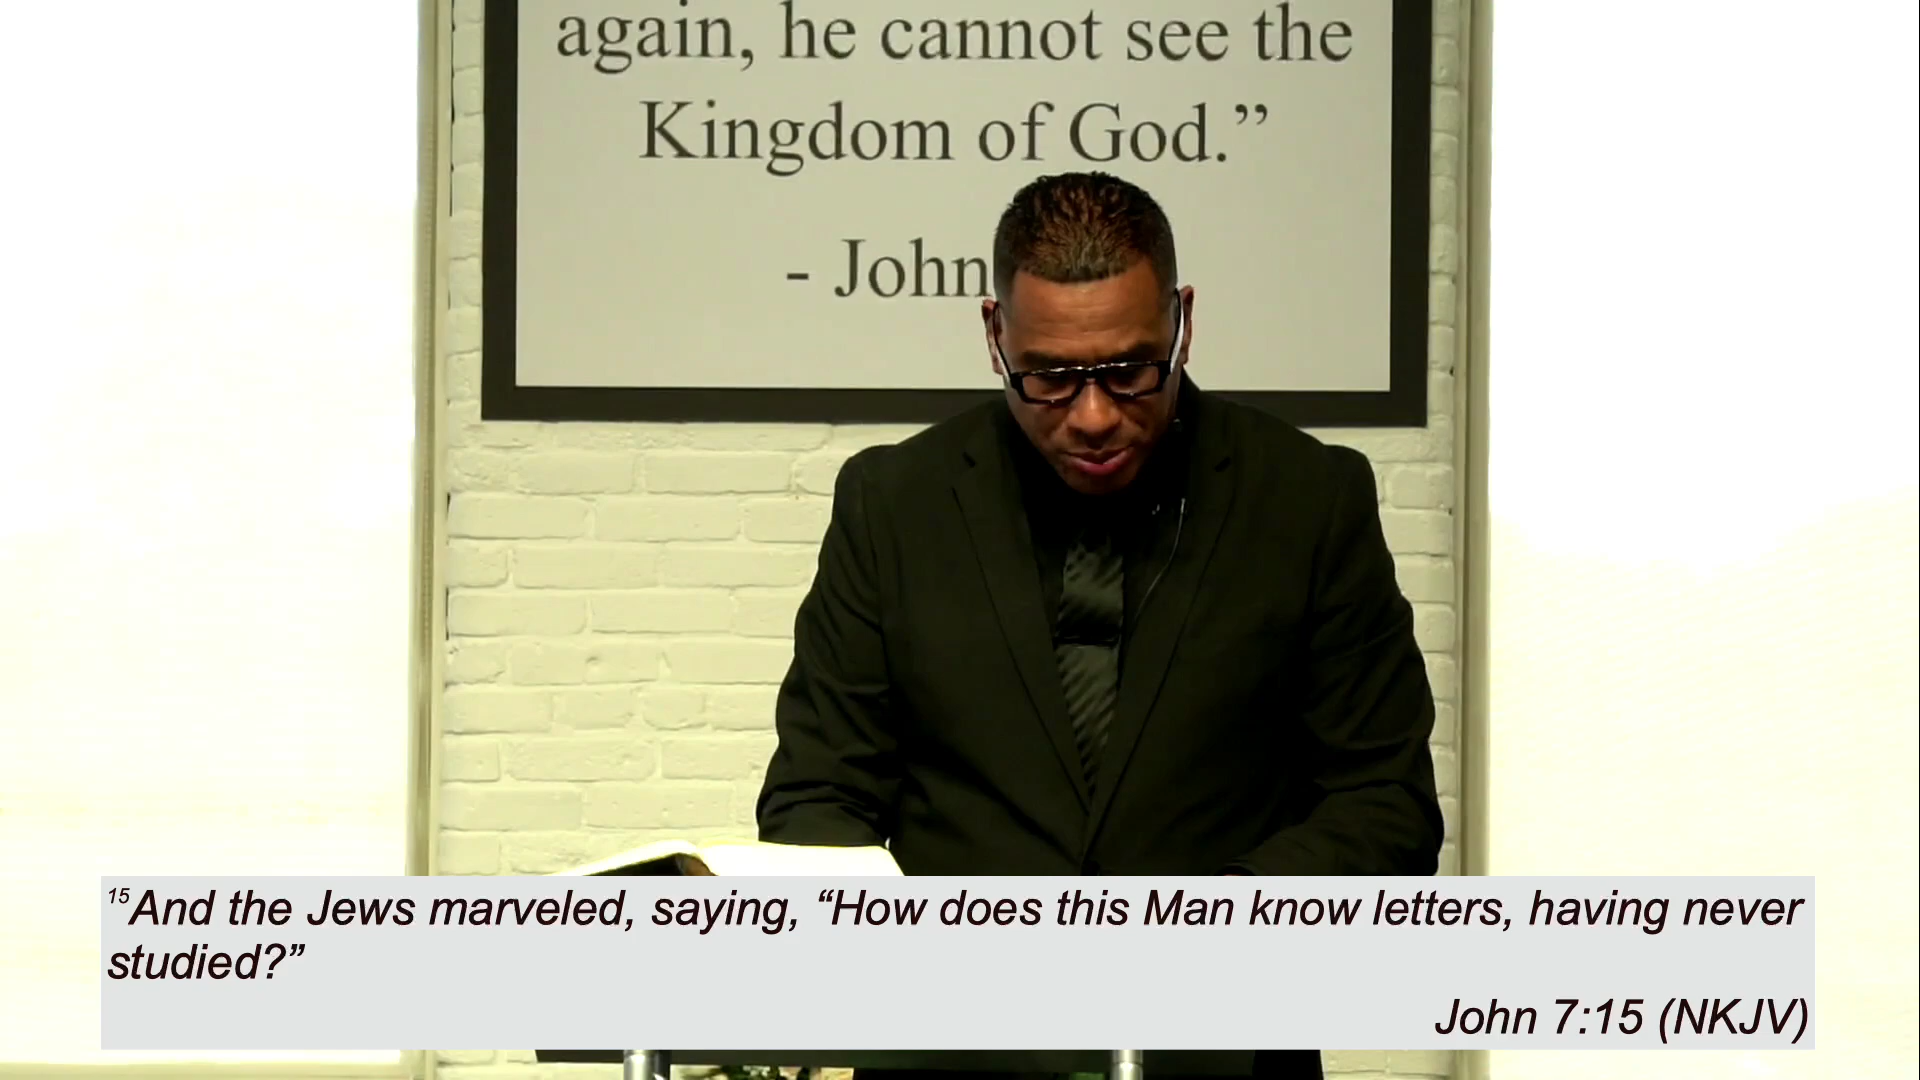 again, he cannot see the
Kingdom of God.”
- John
15And the Jews marveled, saying, “How does this Man know letters, having never
studied?”
John 7:15 (NKJV)